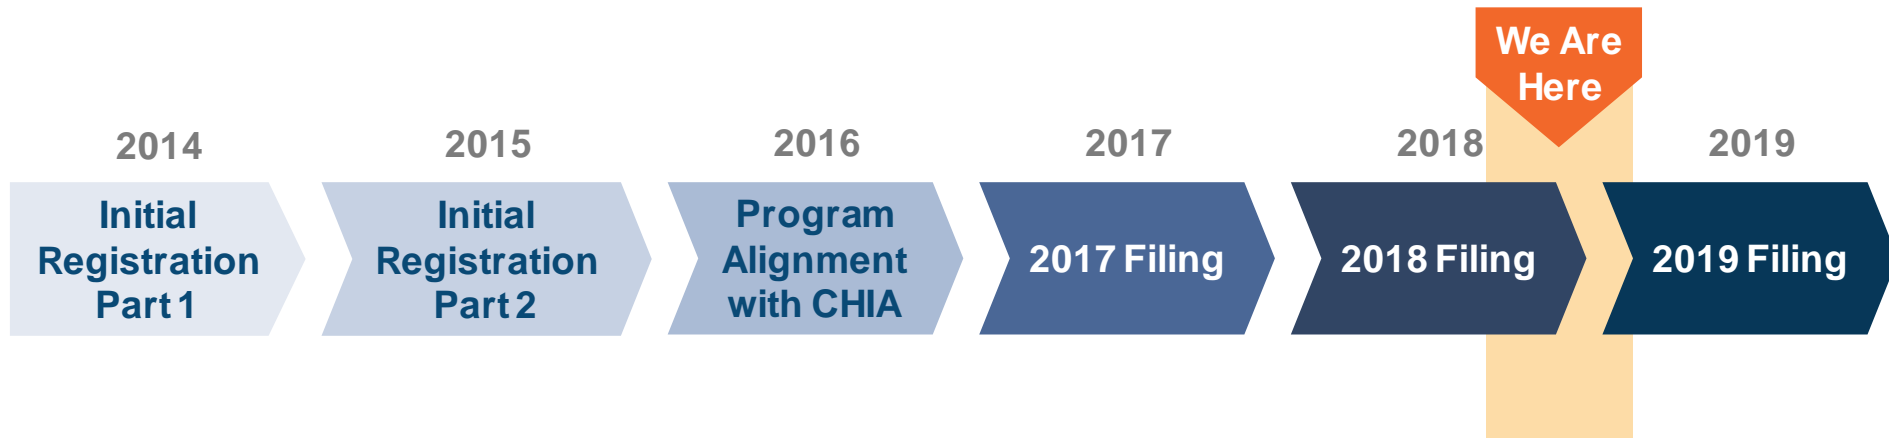 We Are
Here
2014
2015
2016
2017
2018
2019
Initial
Registration
Part 1
Initial
Registration
Part 2
Program
Alignment
with CHIA
2017 Filing
2018 Filing
2019 Filing